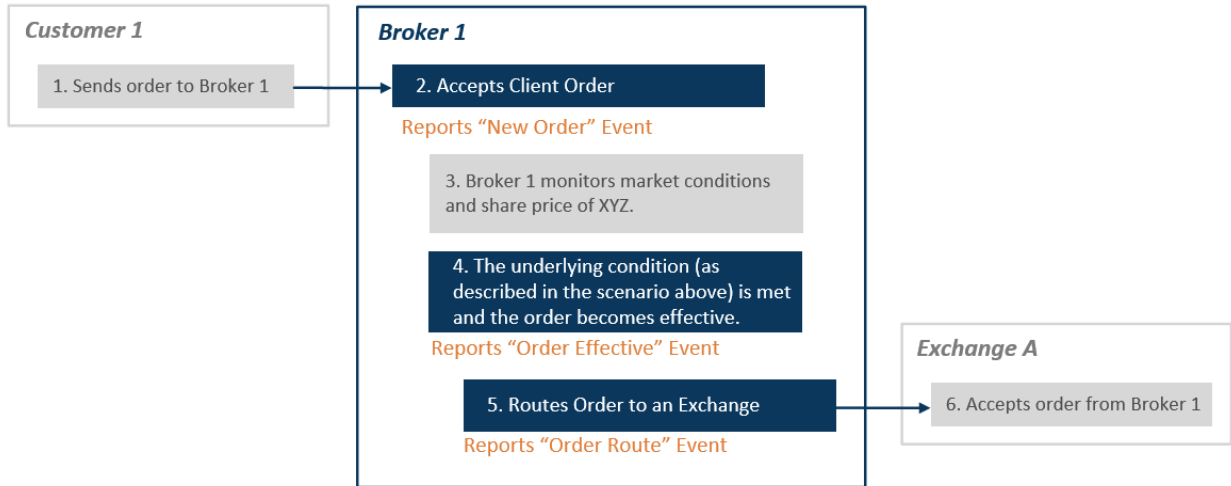 Customer 1
1. Sends order to Broker 1
Broker 1
2. Accepts Client Order
Reports “New Order” Event
3. Broker 1 monitors market conditions
and share price of XYZ.
4. The underlying condition (as
described in the scenario above) is met
and the order becomes effective.
Reports “Order Effective” Event
5. Routes Order to an Exchange
Reports “Order Route” Event
Exchange A
6. Accepts order from Broker 1